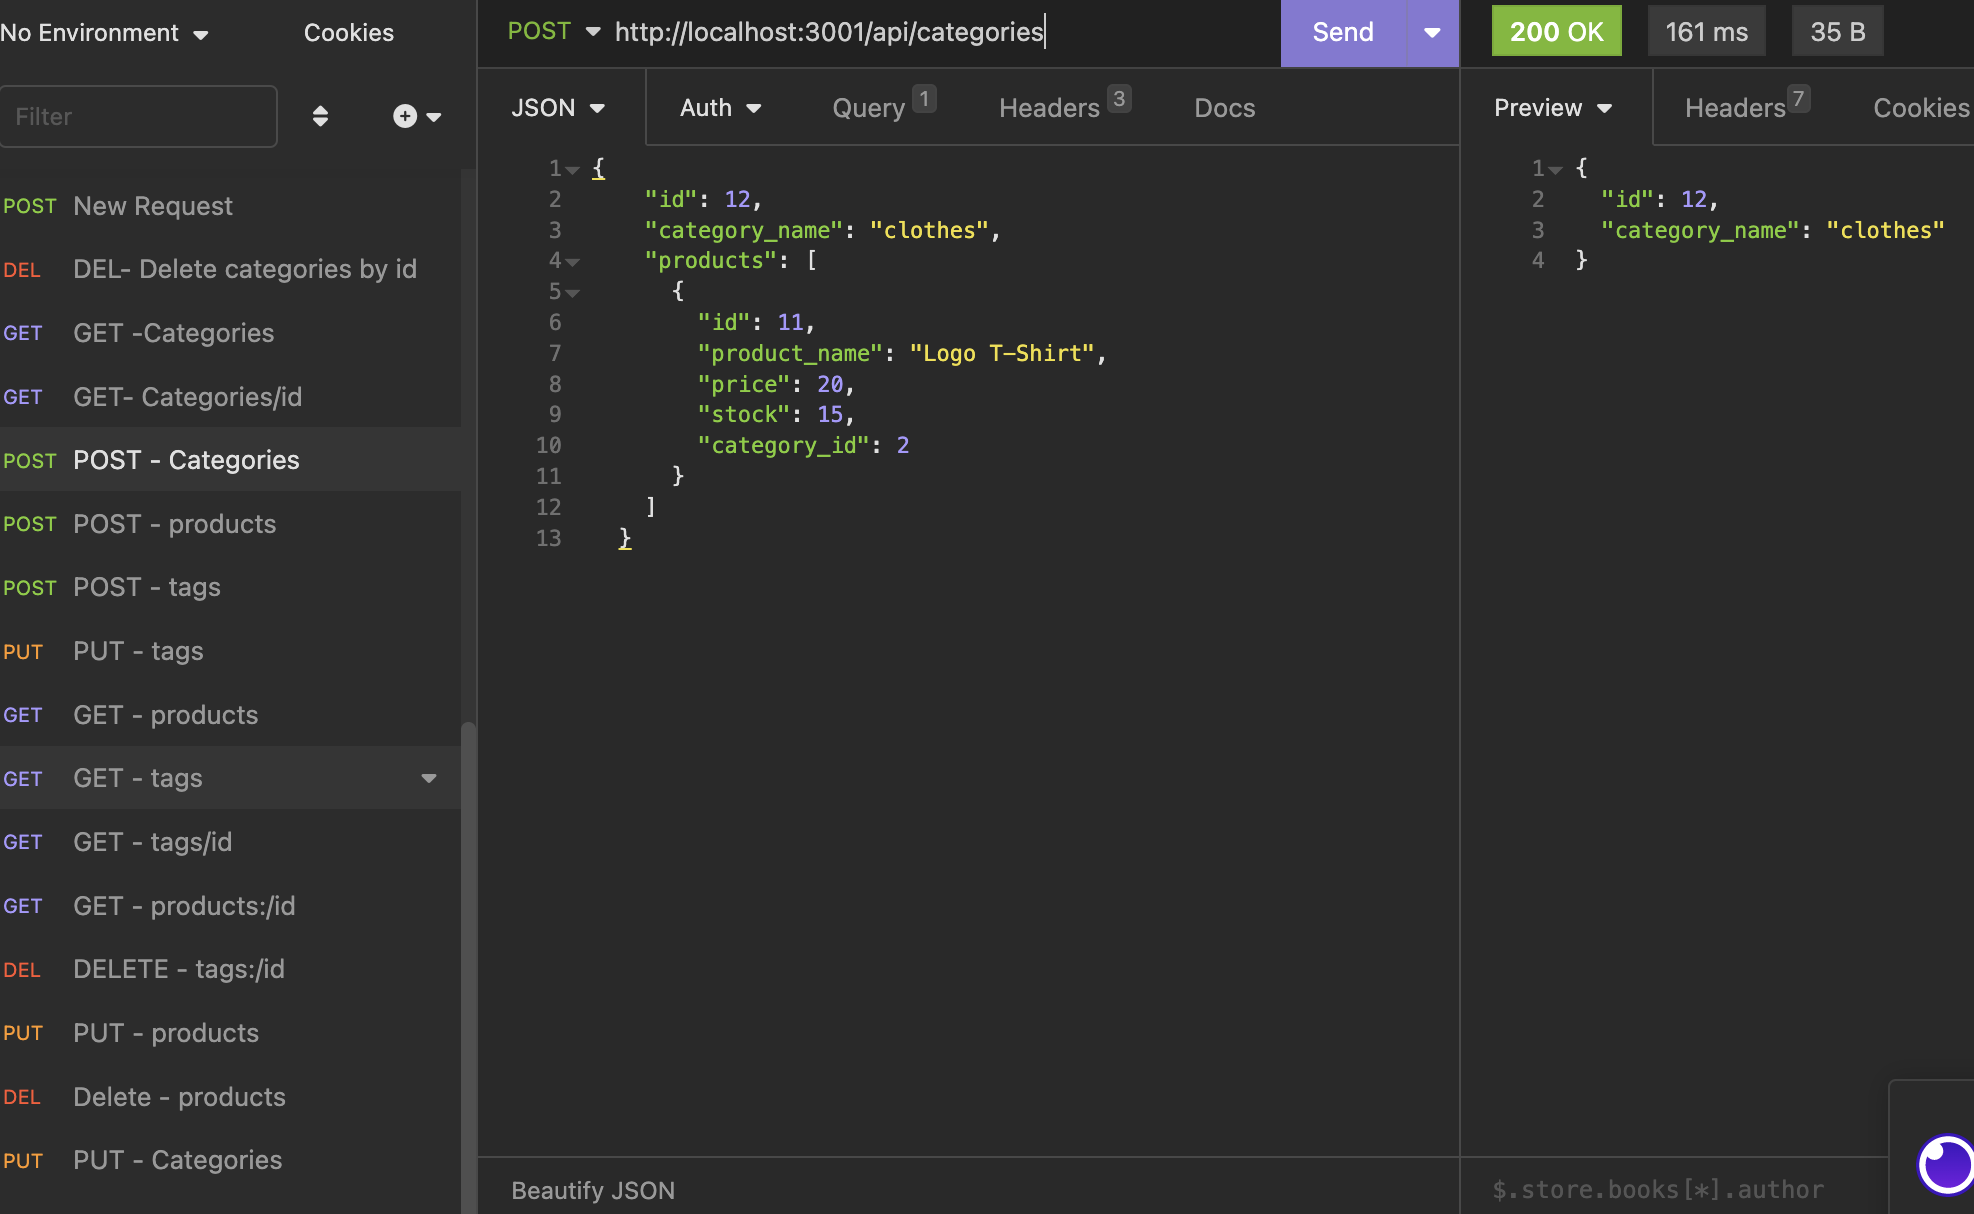 No Environment
Cookies
POST http://localhost:3001/api/categories
Send
200 OK
161 ms
35 B
Filter
JSON
Auth
Query 1
Headers 3
Docs
Preview
Headers 7
Cookies
POST New Request
DEL DEL- Delete categories by id
GET GET -Categories
GET GET- Categories/id
POST POST - Categories
POST POST - products
POST POST - tags
PUT PUT - tags
GET GET - products
GET GET - tags
GET GET - tags/id
GET GET - products:/id
DEL DELETE - tags:/id
PUT PUT - products
DEL Delete - products
PUT PUT - Categories
1 {
2 "id": 12,
3 "category_name": "clothes",
4 "products": [
5 {
6 "id": 11,
7 "product_name": "Logo T-Shirt",
8 "price": 20,
9 "stock": 15,
10 "category_id": 2
11 }
12 ]
13 }
Beautify JSON
1 {
2 "id": 12,
3 "category_name": "clothes"
4 }
$.store.books[*].author